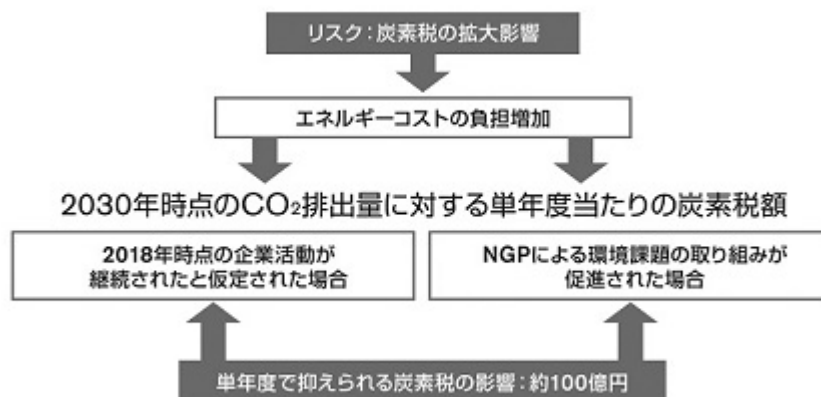 リスク：炭素税の拡大影響
エネルギーコストの負担増加
2030年時点のCO₂排出量に対する単年度当たりの炭素税額
2018年時点の企業活動が
継続されたと仮定された場合
NGPによる環境課題の取り組みが
促進された場合
単年度で抑えられる炭素税の影響：約100億円